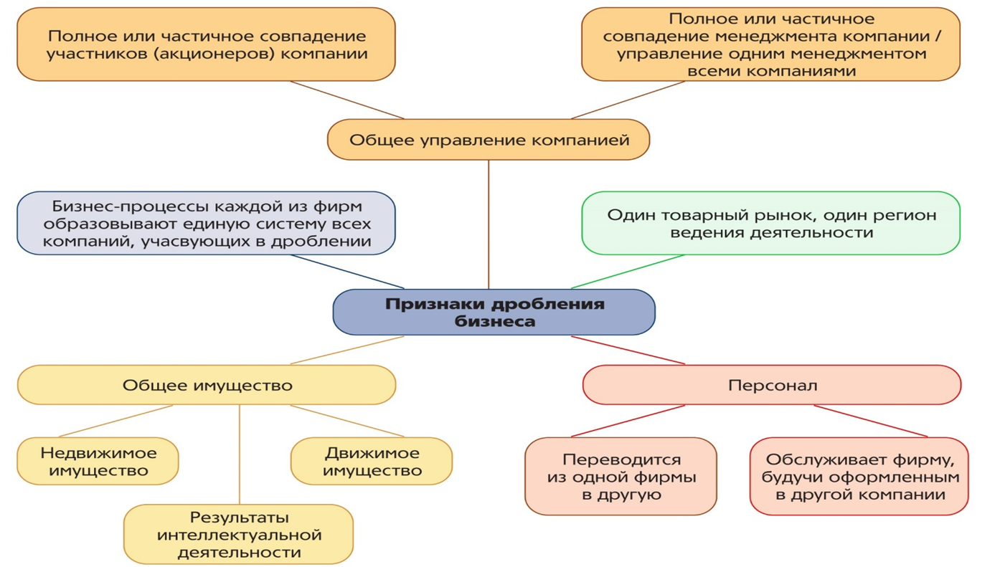 Полное или частичное совпадение
участников (акционеров) компании
Полное или частичное
совпадение менеджмента компании /
управление одним менеджментом
всеми компаниями
Общее управление компанией
Бизнес-процессы каждой из фирм
образовывают единую систему всех
компаний, учасвующих в дроблении
Один товарный рынок, один регион
ведения деятельности
Признаки дробления
бизнеса
Общее имущество
Персонал
Недвижимое
имущество
Движимое
имущество
Результаты
интеллектуальной
деятельности
Переводится
из одной фирмы
в другую
Обслуживает фирму,
будучи оформленным
в другой компании